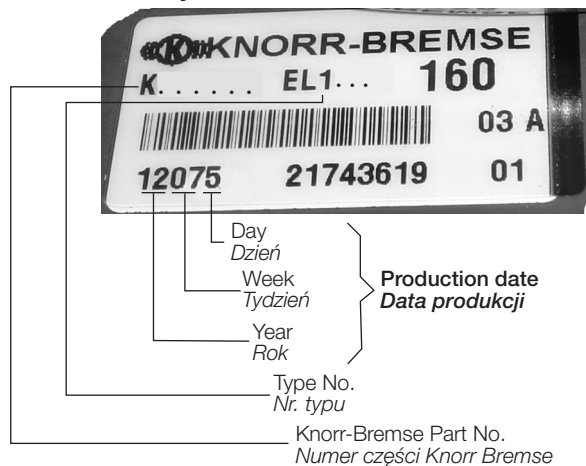 KNORR-BREMSE
K. . . . . . EL1. . . 160
03 A
12075 21743619 01
Day
Dzień
Week
Tydzień
Production date
Data produkcji
Year
Rok
Type No.
Nr. typu
Knorr-Bremse Part No.
Numer części Knorr Bremse